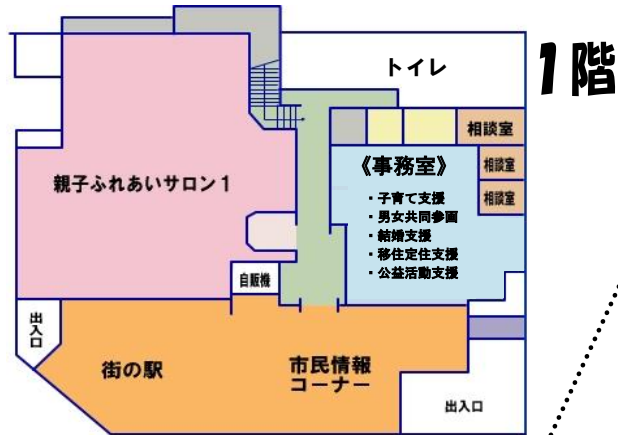 1階
トイレ
相談室
《事務室》
相談室
親子ふれあいサロン1
・子育て支援
相談室
・男女共同参画
・結婚支援
・移住定住支援
・公益活動支援
自販機
出入口
街の駅
市民情報
コーナー
出入口